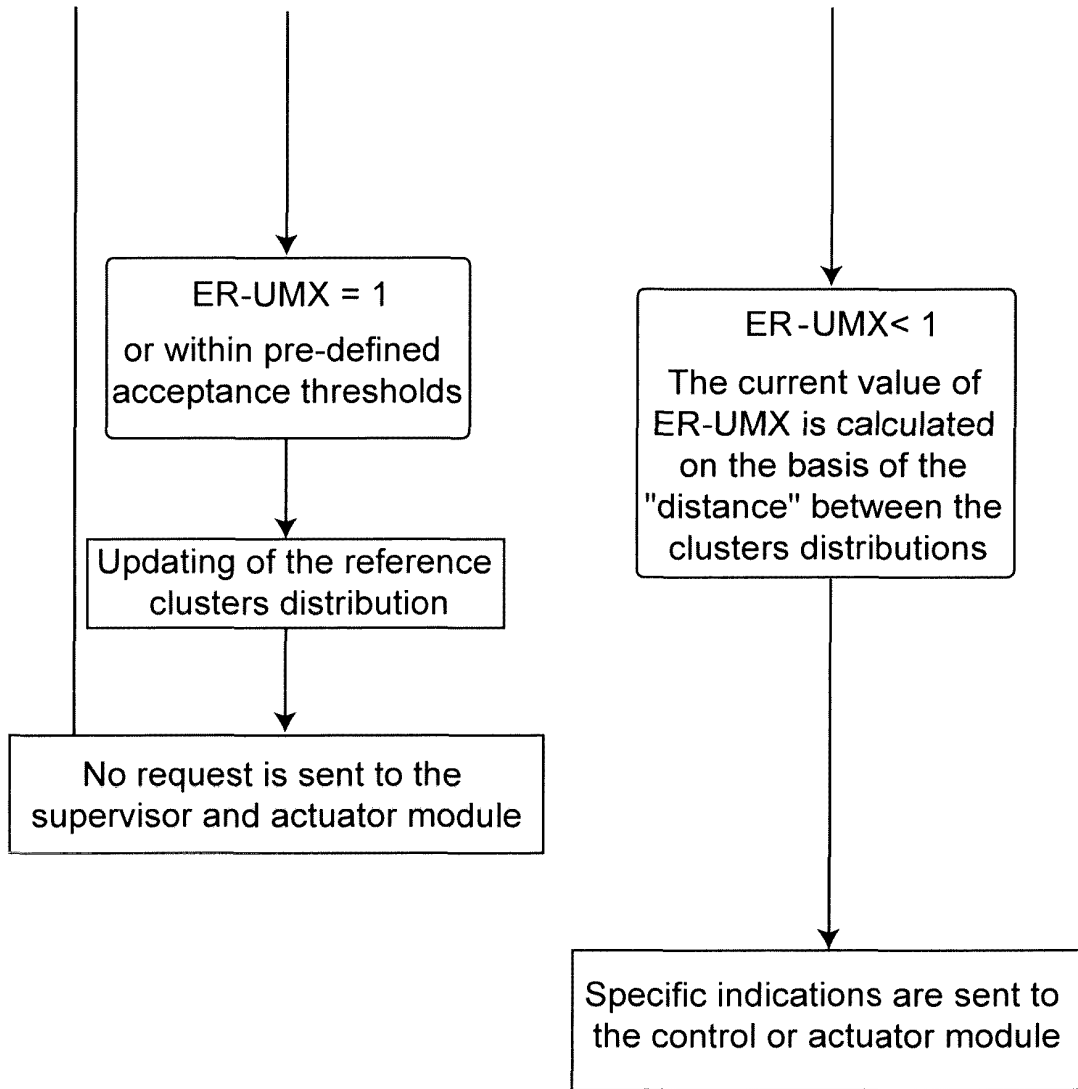 ER-UMX = 1
or within pre-defined
acceptance thresholds
Updating of the reference
clusters distribution
No request is sent to the
supervisor and actuator module
ER-UMX< 1
The current value of
ER-UMX is calculated
on the basis of the
"distance" between the
clusters distributions
Specific indications are sent to
the control or actuator module